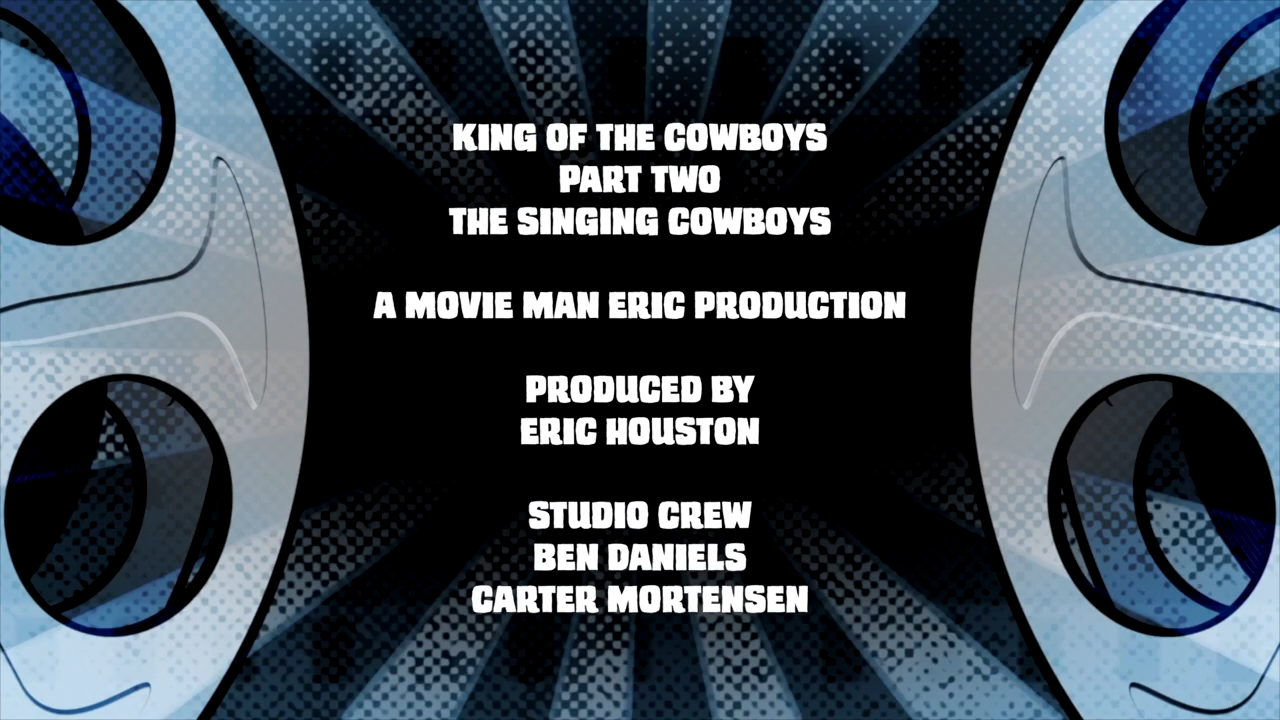 KING OF THE COWBOYS
PART TWO
THE SINGING COWBOYS
A MOVIE MAN ERIC PRODUCTION
PRODUCED BY
ERIC HOUSTON
STUDIO CREW
BEN DANIELS
CARTER MORTENSEN